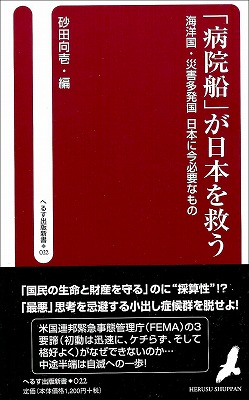 「病院船」が日本を救う
海洋国・災害多発国 日本に今必要なもの
砂田向壱・編
へるす出版新書
022
「国民の生命と財産を守る」のに“採算性”!?
「最悪」思考を忌避する小出し症候群を脱せよ!
米国連邦緊急事態管理庁(FEMA)の3
要諦(初動は迅速に、ケチらず、そして
格好よく)がなぜできないのか…
中途半端は自滅への一歩!
へるす出版新書●022
定価(本体価格1,200円+税)
HERUSU SHUPPAN